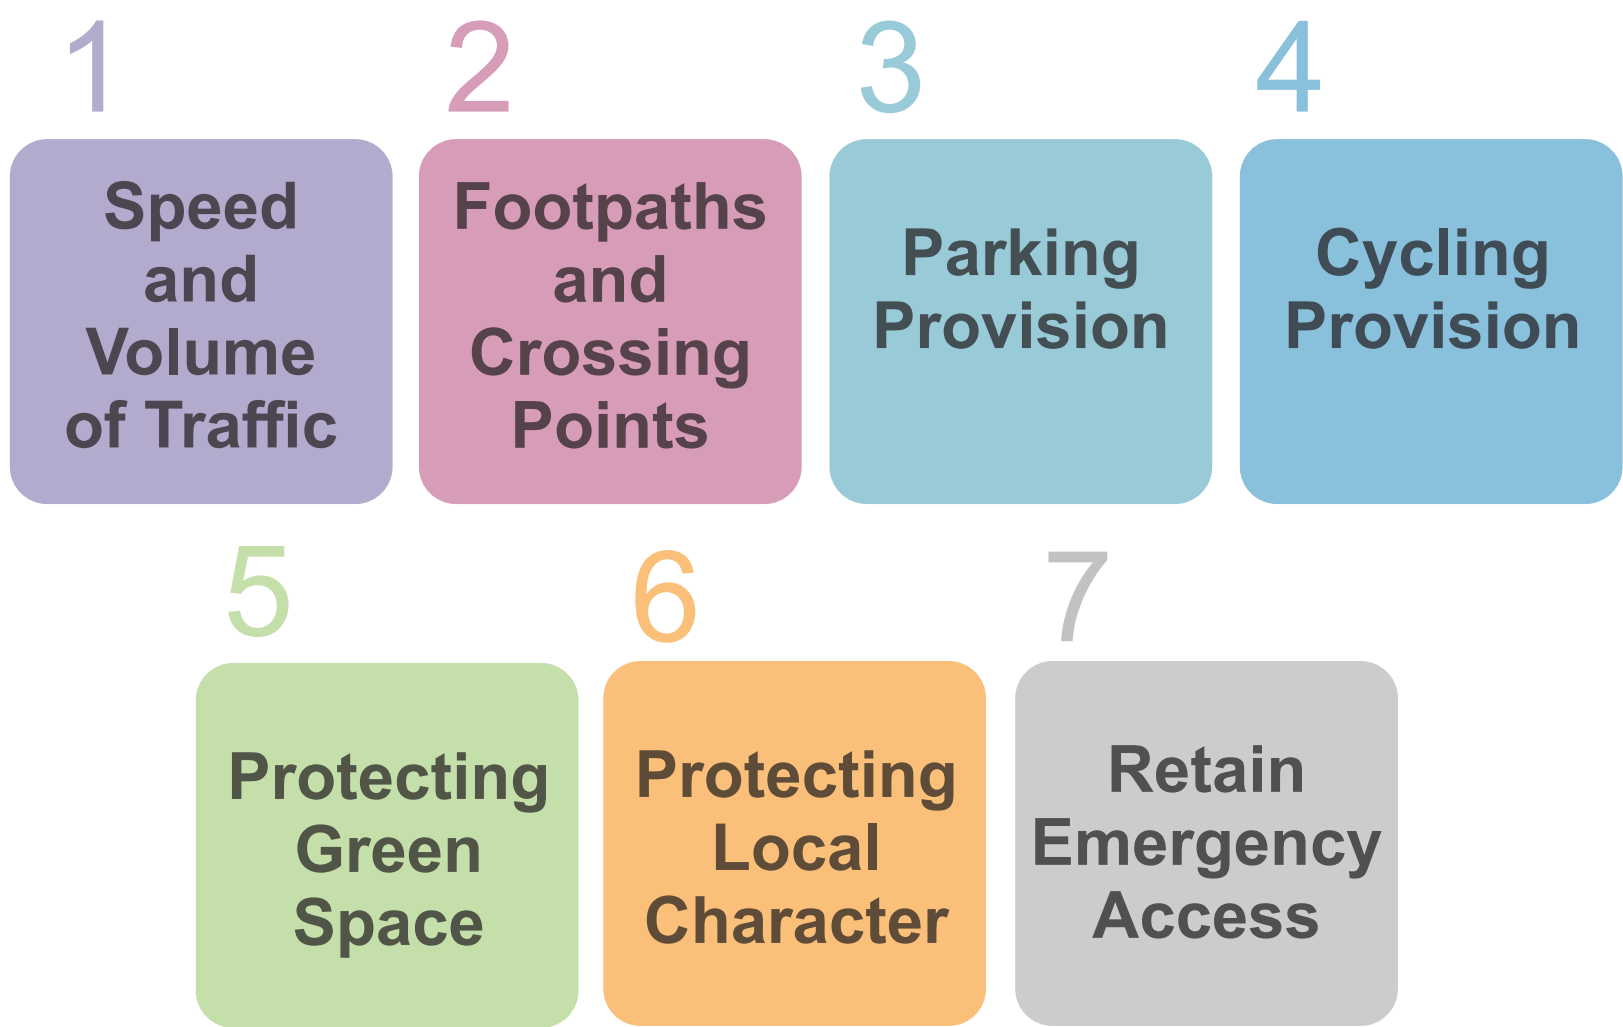 1
Speed
and
Volume
of Traffic
2
Footpaths
and
Crossing
Points
3
Parking
Provision
4
Cycling
Provision
5
Protecting
Green
Space
6
Protecting
Local
Character
7
Retain
Emergency
Access